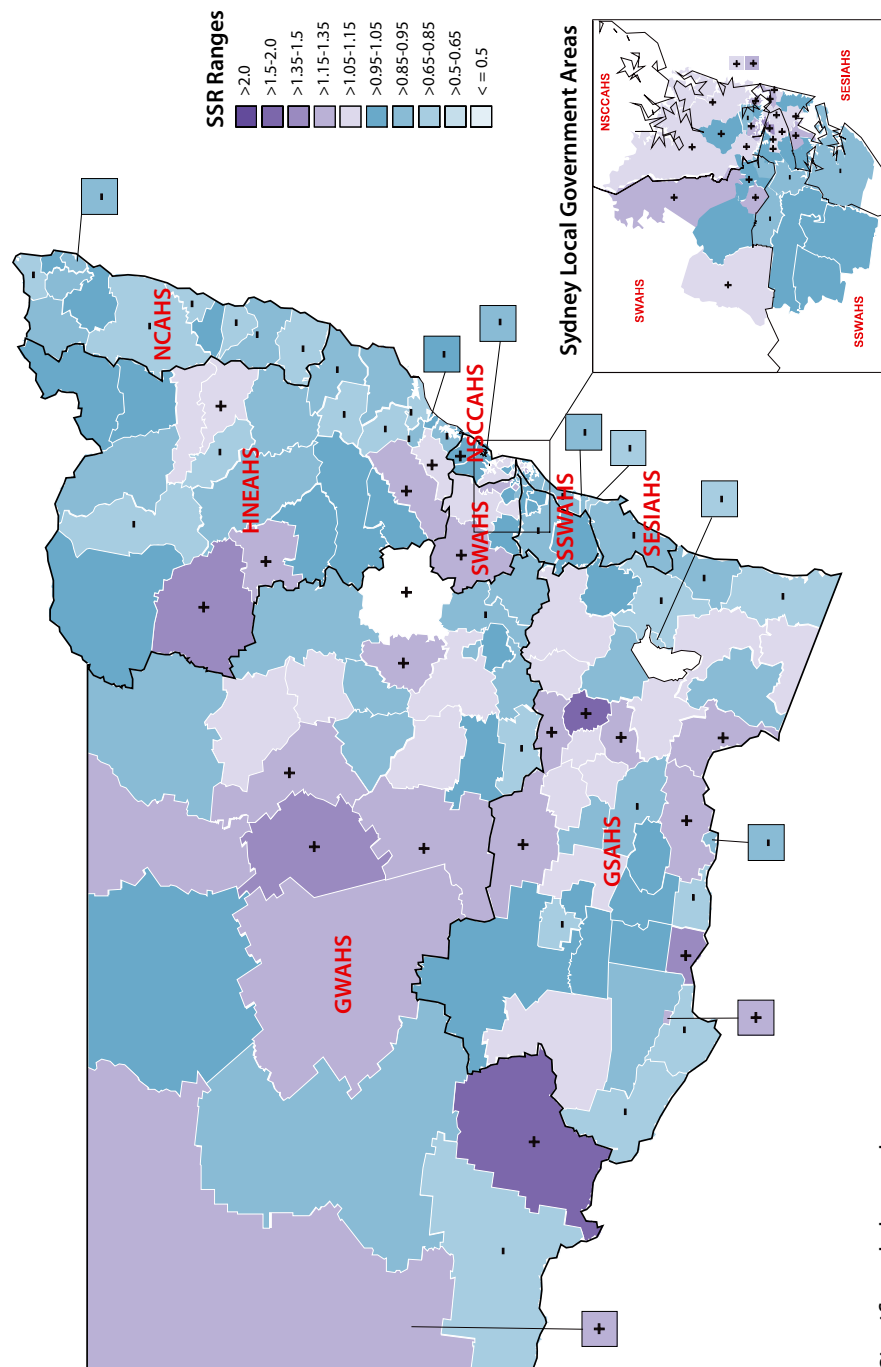 SSR Ranges
>2.0
>1.5-2.0
>1.35-1.5
>1.15-1.35
>1.05-1.15
>0.95-1.05
>0.85-0.95
>0.65-0.85
>0.5-0.65
< = 0.5
NCAHS
HNEAHS
NSCCAHS
SWAHS
SSWAHS
SESIAHS
GWAHS
GSAHS
Sydney Local Government Areas
NSCCAHS
SWAHS
SSWAHS
SESIAHS